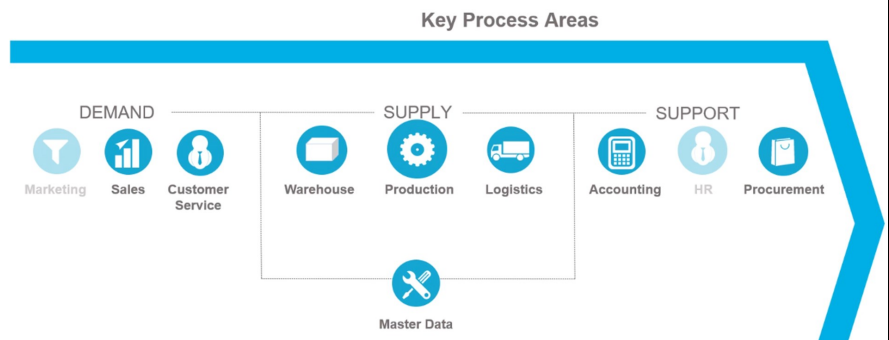 Key Process Areas
DEMAND
SUPPLY
SUPPORT
Marketing
Sales
Customer
Service
Warehouse
Production
Logistics
Accounting
HR
Procurement
Master Data